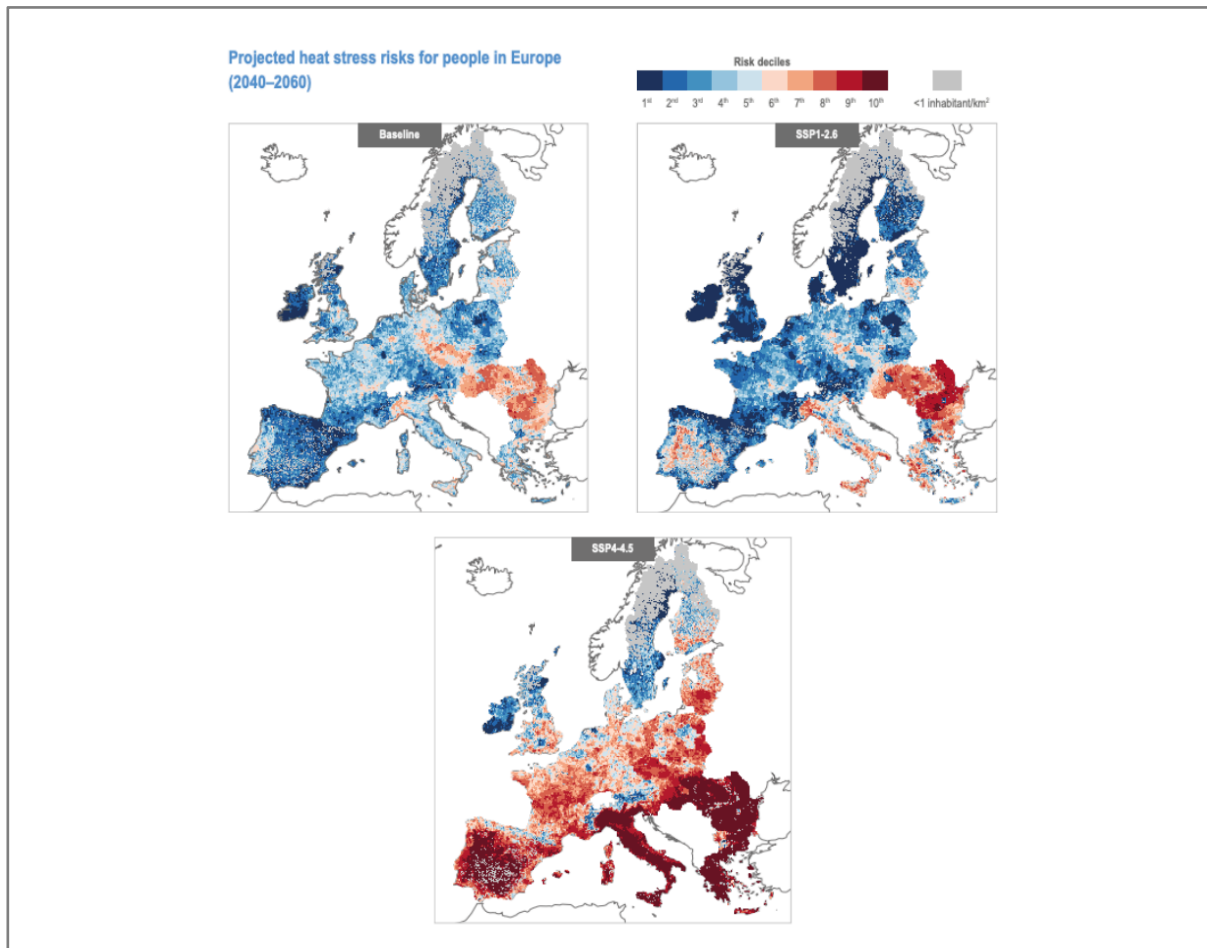 Projected heat stress risks for people in Europe
(2040–2060)
Risk deciles
1st 2nd 3rd 4th 5th 6th 7th 8th 9th 10th <1 inhabitant/km²
Baseline
SSP1-2.6
SSP4-4.5